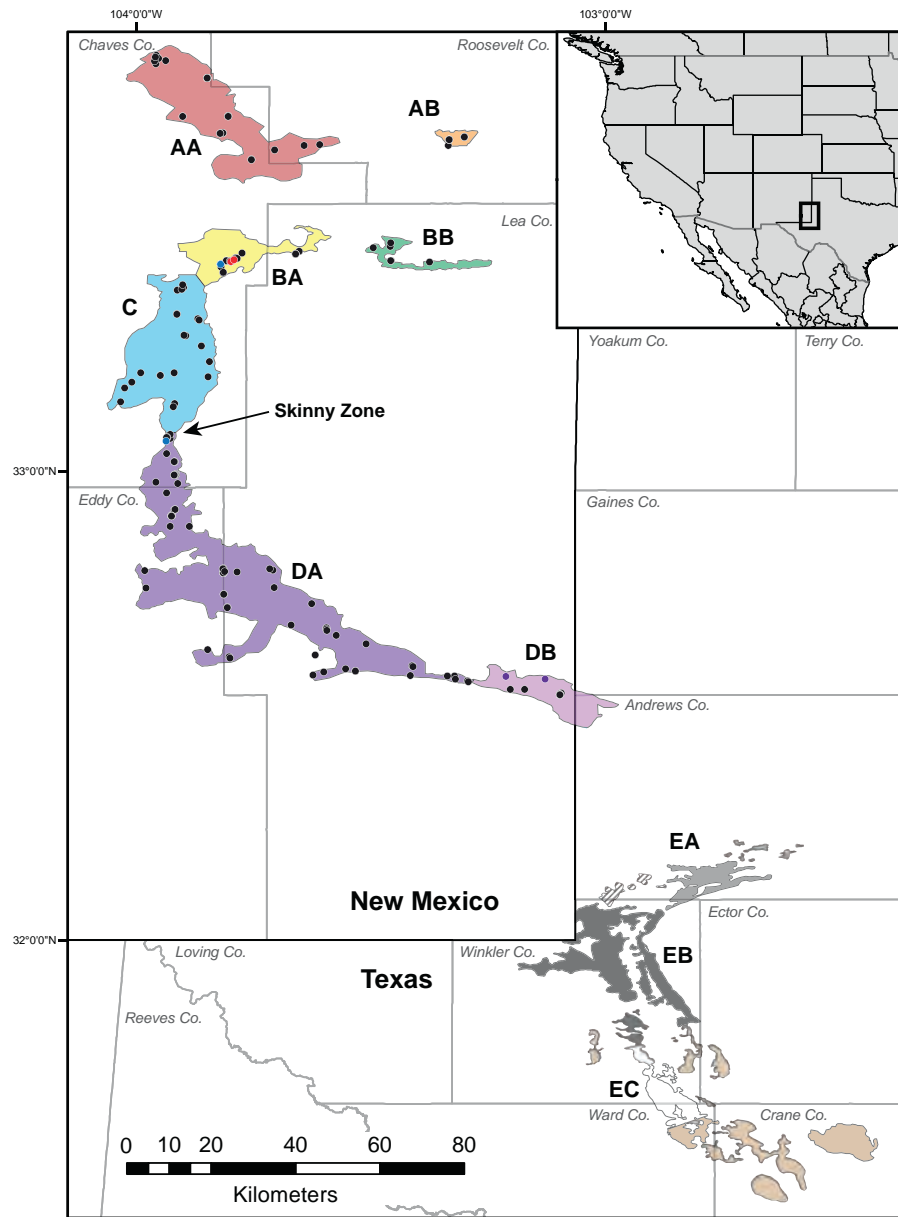 104°0'0"W
103°0'0"W
Chaves Co.
Roosevelt Co.
AB
AA
Lea Co.
BB
BA
C
Yoakum Co.
Terry Co.
Skinny Zone
33°0'0"N
Eddy Co.
Gaines Co.
DA
DB
Andrews Co.
EA
New Mexico
Ector Co.
32°0'0"N
Loving Co.
Winkler Co.
EB
Texas
Reeves Co.
EC
Ward Co.
Crane Co.
0 10 20 40 60 80
Kilometers